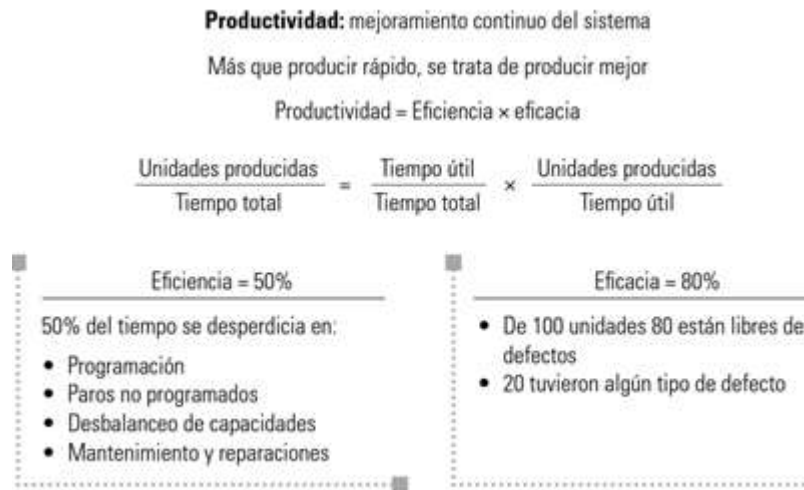 Productividad: mejoramiento continuo del sistema
Más que producir rápido, se trata de producir mejor
Productividad = Eficiencia × eficacia
Unidades producidas / Tiempo total = Tiempo útil / Tiempo total × Unidades producidas / Tiempo útil
Eficiencia = 50%
50% del tiempo se desperdicia en:
• Programación
• Paros no programados
• Desbalanceo de capacidades
• Mantenimiento y reparaciones
Eficacia = 80%
• De 100 unidades 80 están libres de
defectos
• 20 tuvieron algún tipo de defecto